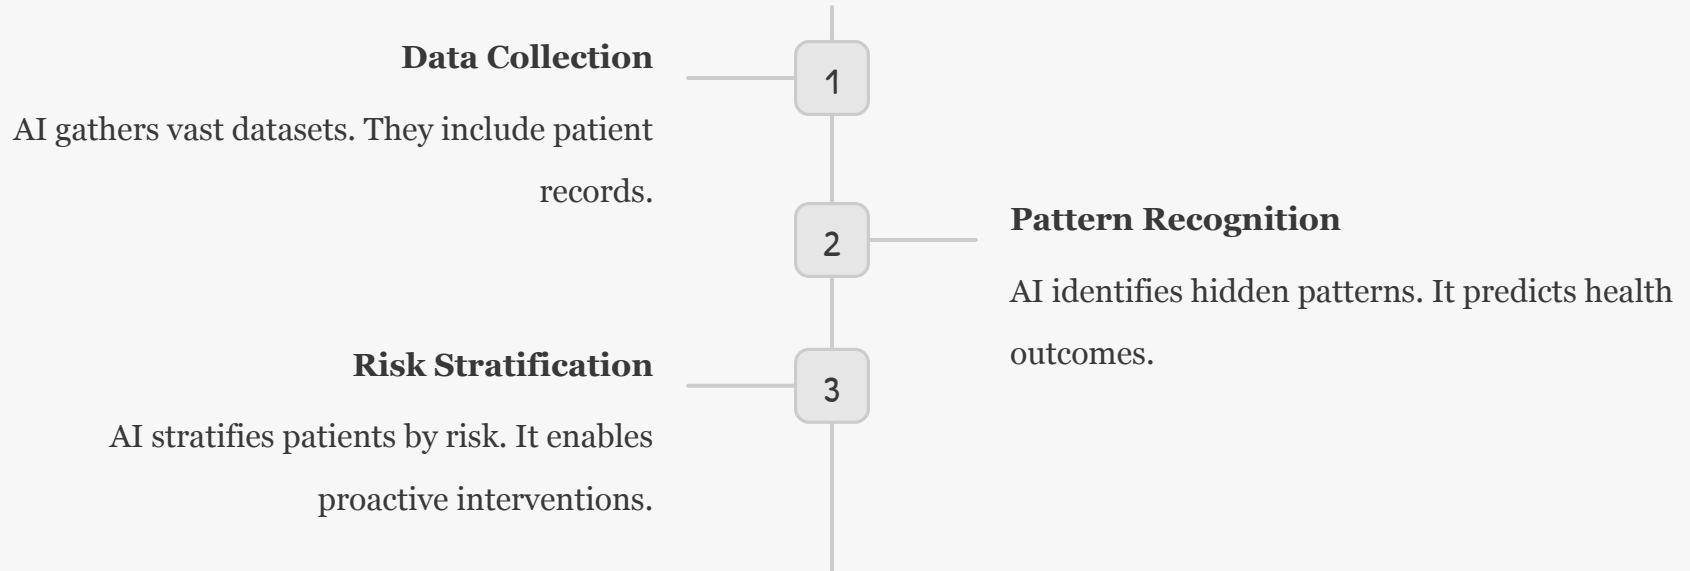 Data Collection
1
AI gathers vast datasets. They include patient
records.
2
Pattern Recognition
AI identifies hidden patterns. It predicts health
outcomes.
Risk Stratification
3
AI stratifies patients by risk. It enables
proactive interventions.